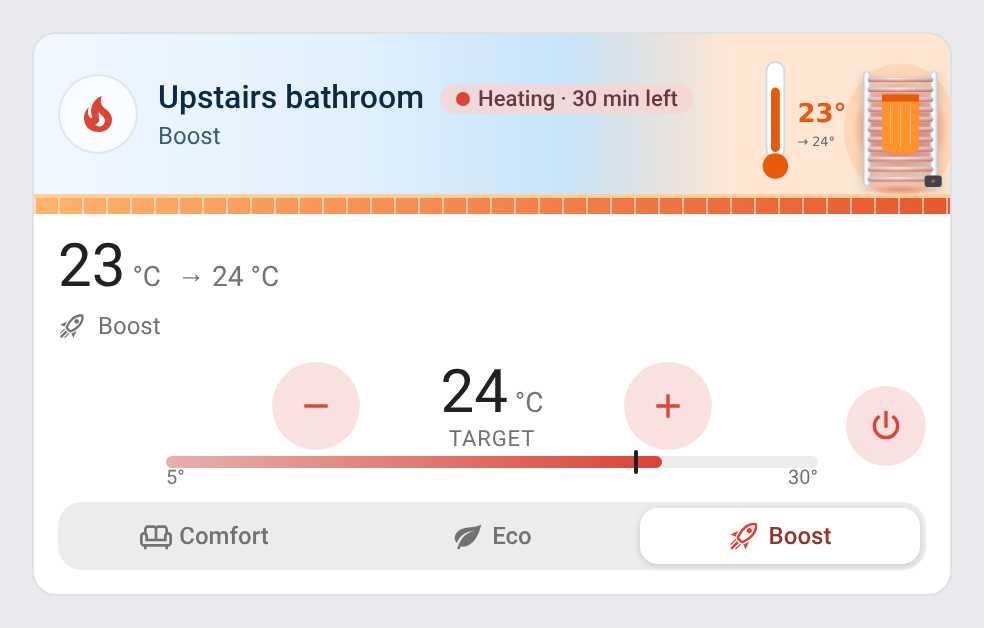 Upstairs bathroom
Heating · 30 min left
Boost
23°
→ 24°
23 °C → 24 °C
Boost
24 °C
TARGET
5°
30°
Comfort
Eco
Boost